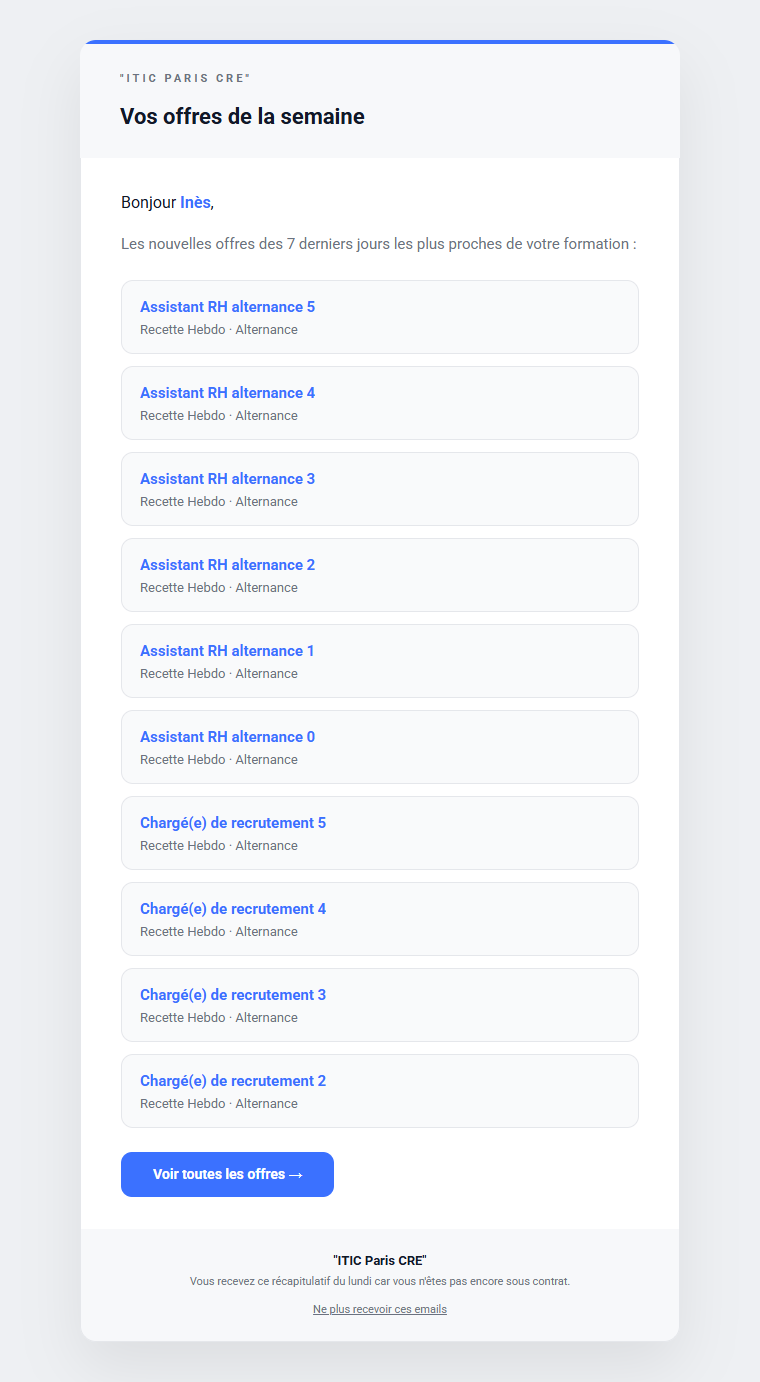 "ITIC PARIS CRE"
Vos offres de la semaine
Bonjour Inès,
Les nouvelles offres des 7 derniers jours les plus proches de votre formation :
Assistant RH alternance 5
Recette Hebdo · Alternance
Assistant RH alternance 4
Recette Hebdo · Alternance
Assistant RH alternance 3
Recette Hebdo · Alternance
Assistant RH alternance 2
Recette Hebdo · Alternance
Assistant RH alternance 1
Recette Hebdo · Alternance
Assistant RH alternance 0
Recette Hebdo · Alternance
Chargé(e) de recrutement 5
Recette Hebdo · Alternance
Chargé(e) de recrutement 4
Recette Hebdo · Alternance
Chargé(e) de recrutement 3
Recette Hebdo · Alternance
Chargé(e) de recrutement 2
Recette Hebdo · Alternance
Voir toutes les offres →
"ITIC Paris CRE"
Vous recevez ce récapitulatif du lundi car vous n'êtes pas encore sous contrat.
Ne plus recevoir ces emails